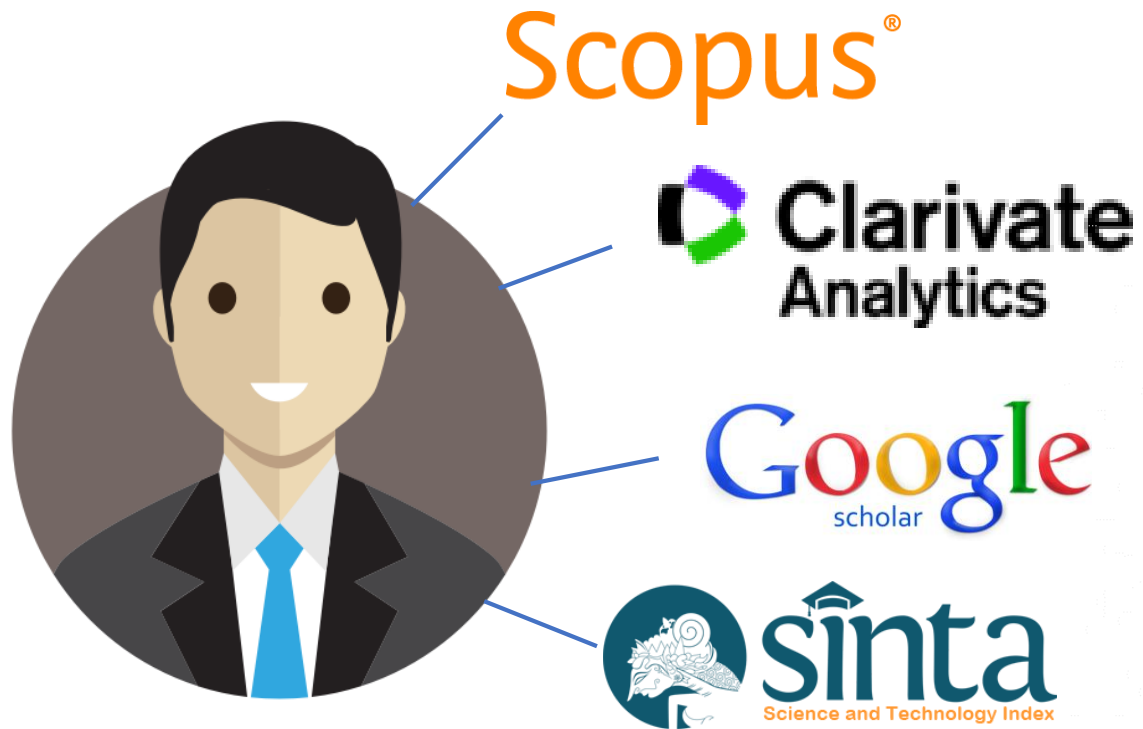 Scopus®
Clarivate
Analytics
Google
scholar
sinta
Science and Technology Index